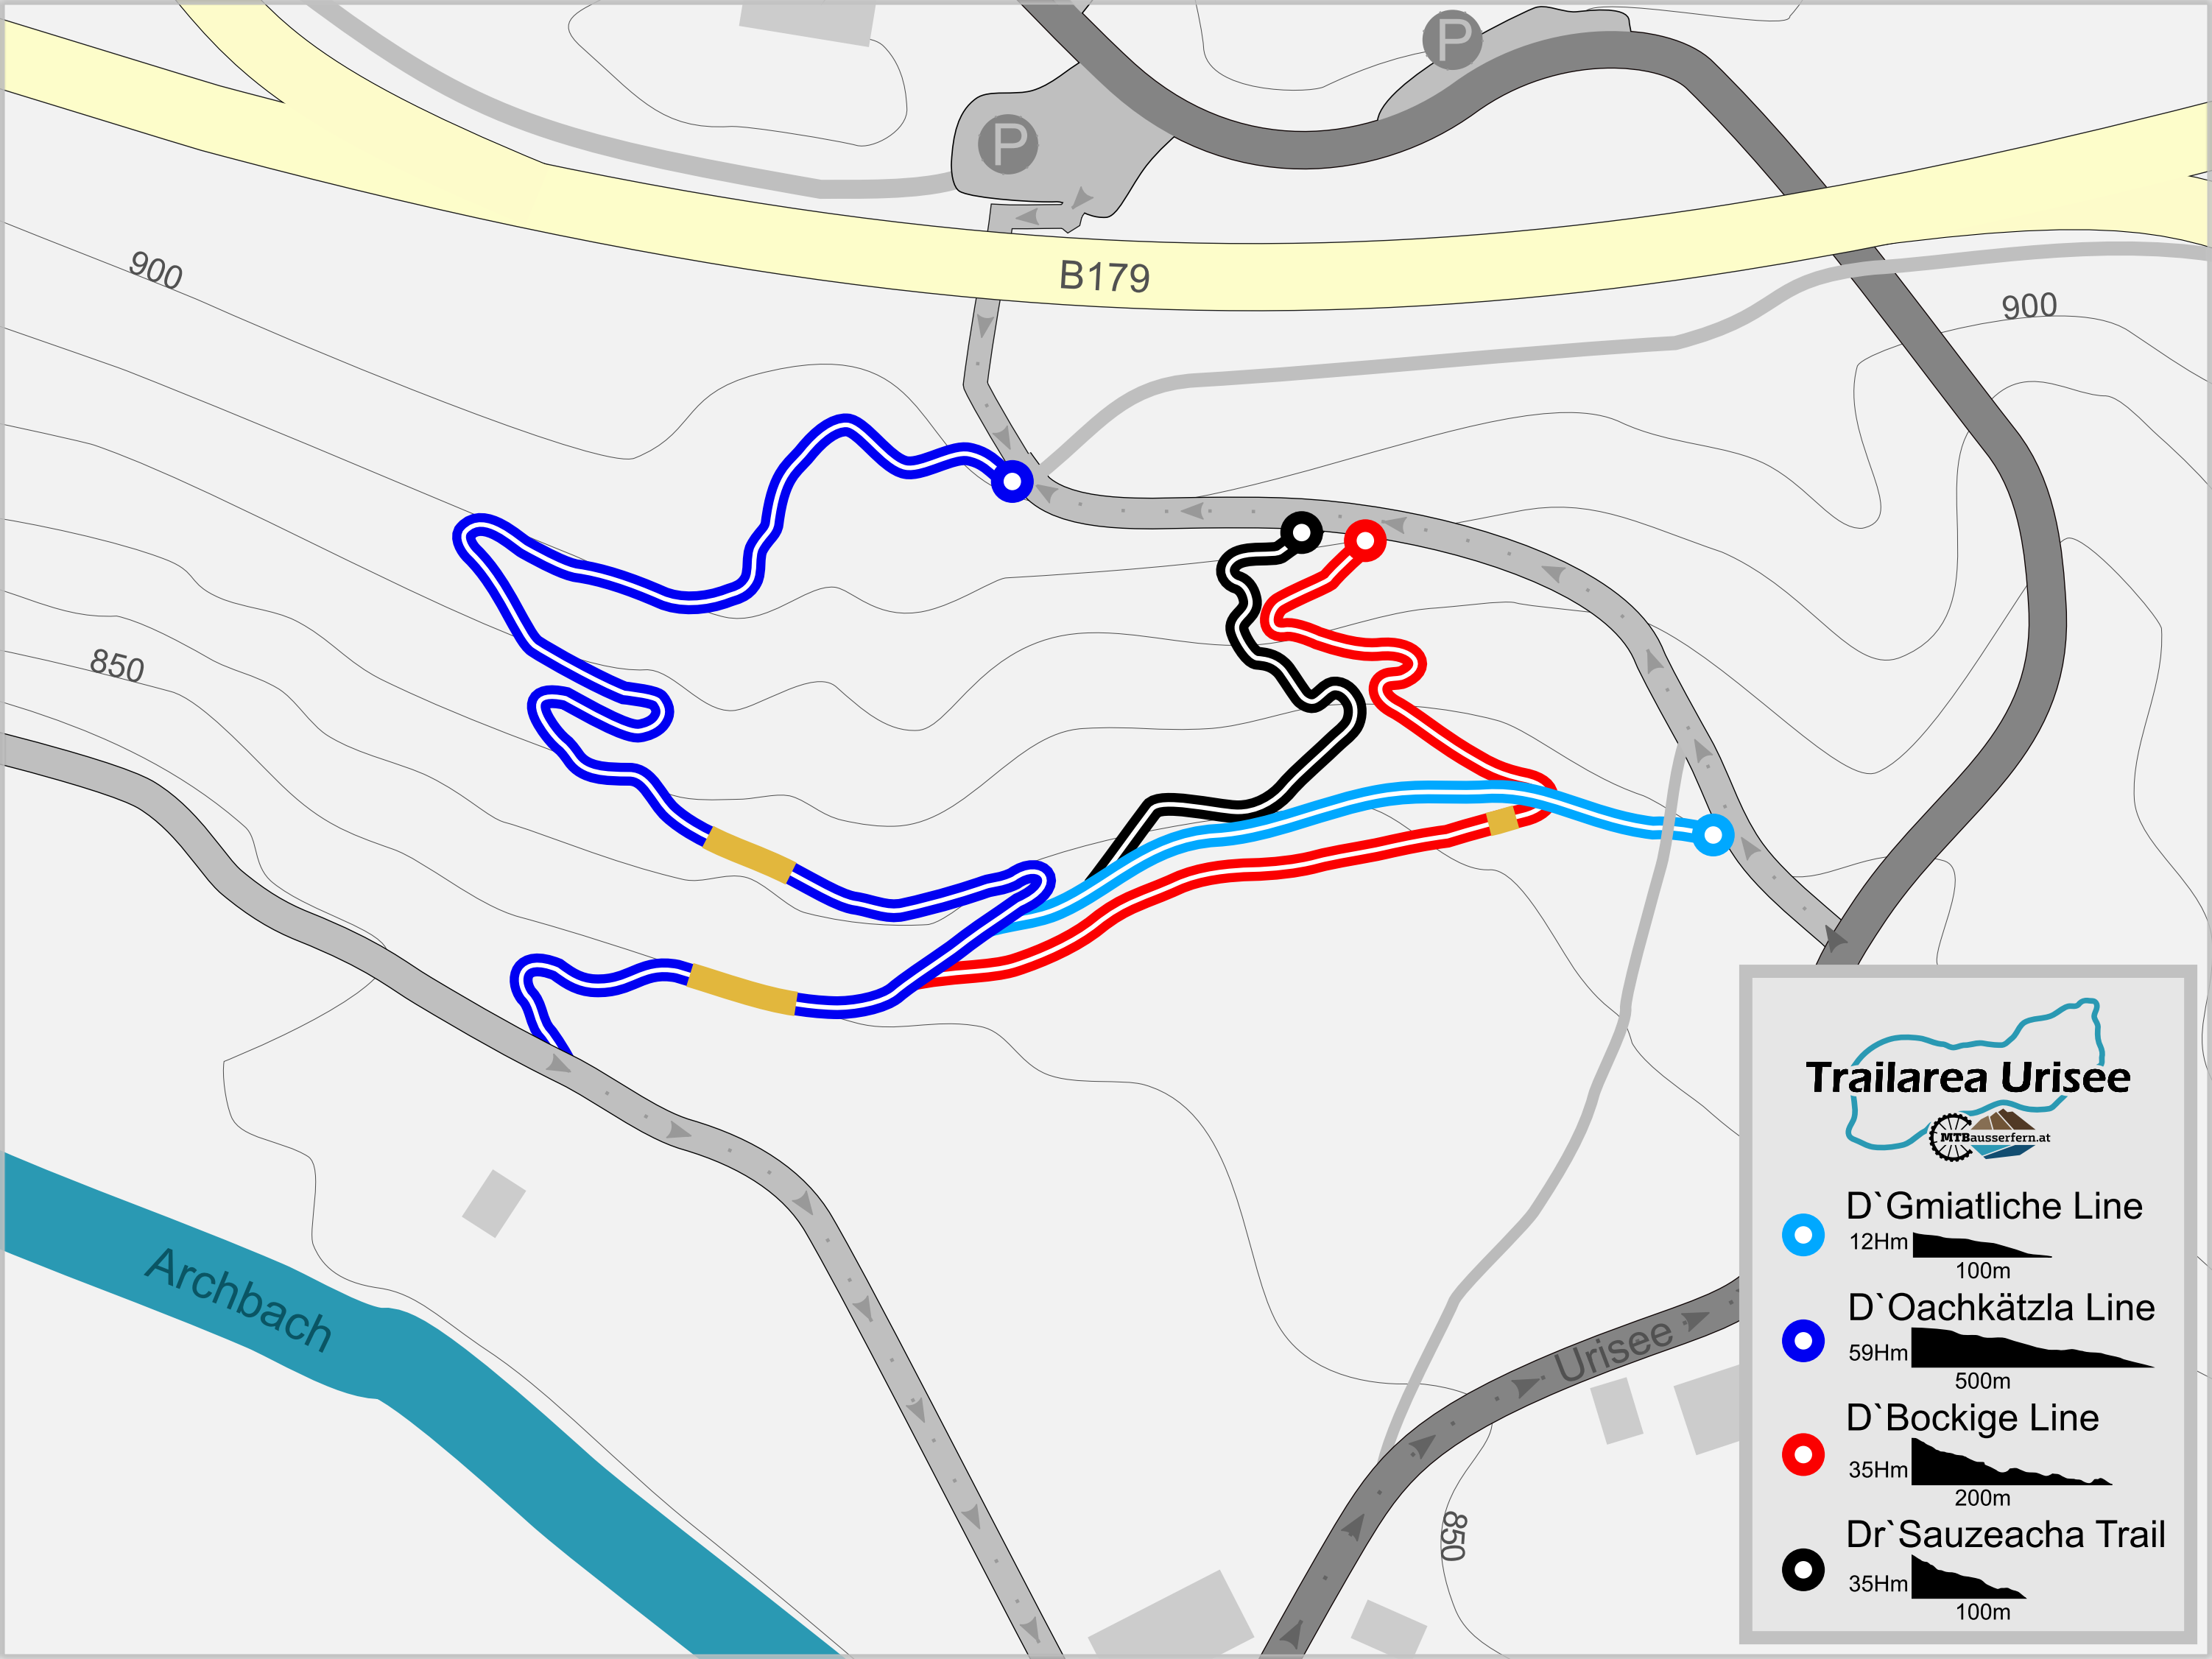 P
P
B179
900
900
850
Archbach
Urisee
850
Trailarea Urisee
MTBausserfern.at
D`Gmiatliche Line
12Hm
100m
D`Oachkätzla Line
59Hm
500m
D`Bockige Line
35Hm
200m
Dr`Sauzeacha Trail
35Hm
100m